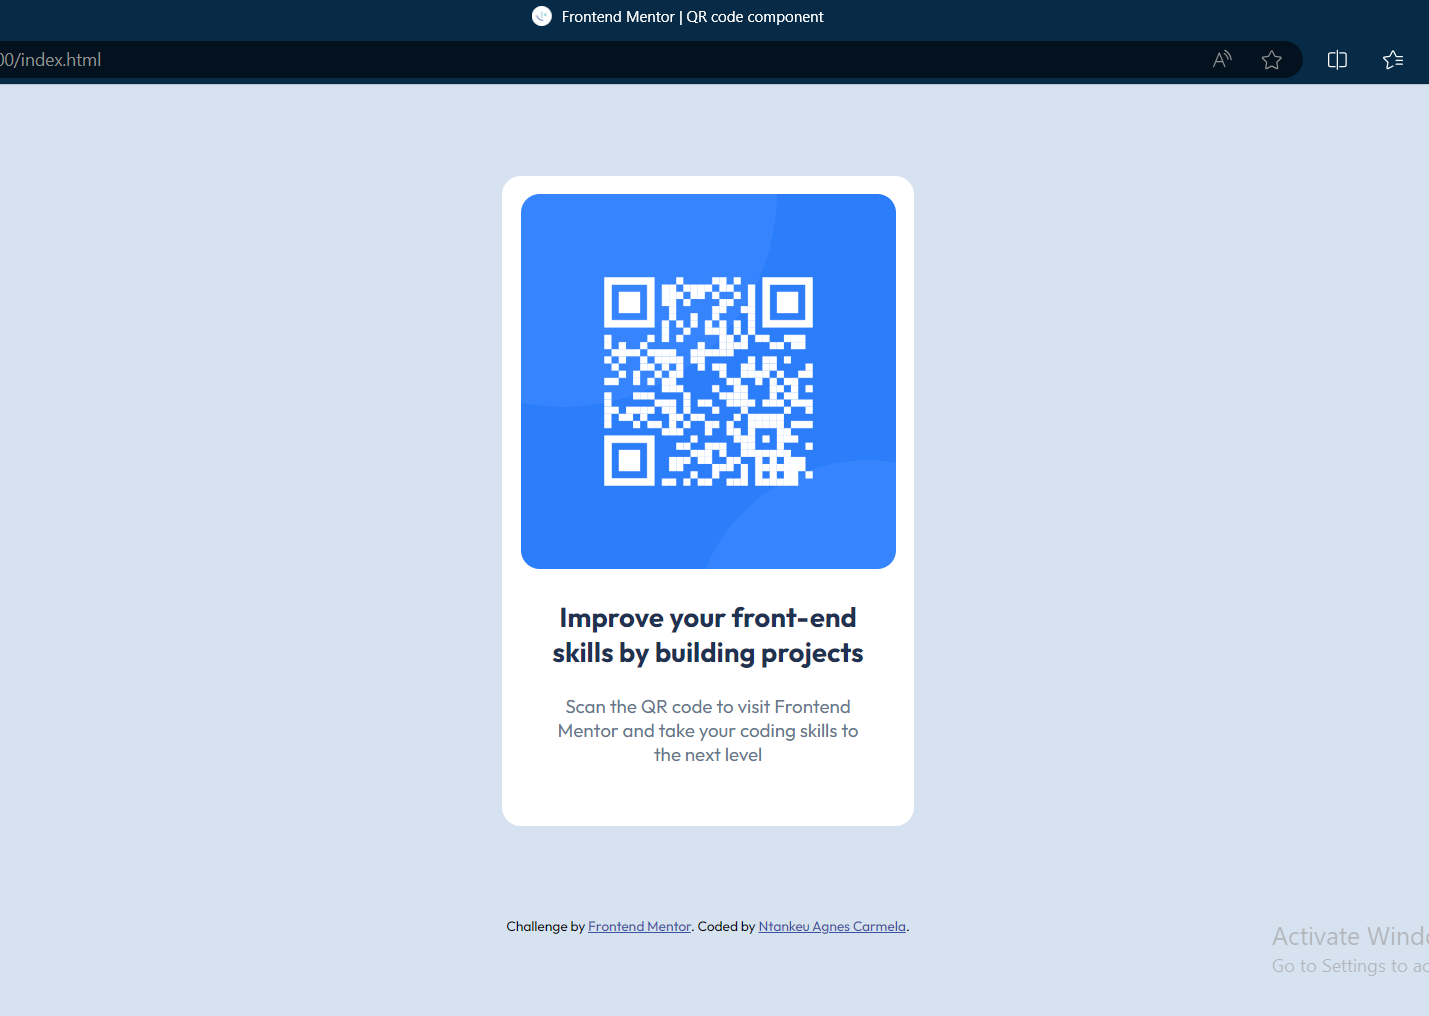 Frontend Mentor | QR code component
00/index.html
Improve your front-end
skills by building projects
Scan the QR code to visit Frontend
Mentor and take your coding skills to
the next level
Challenge by Frontend Mentor. Coded by Ntankeu Agnes Carmela.
Activate Windo
Go to Settings to ac